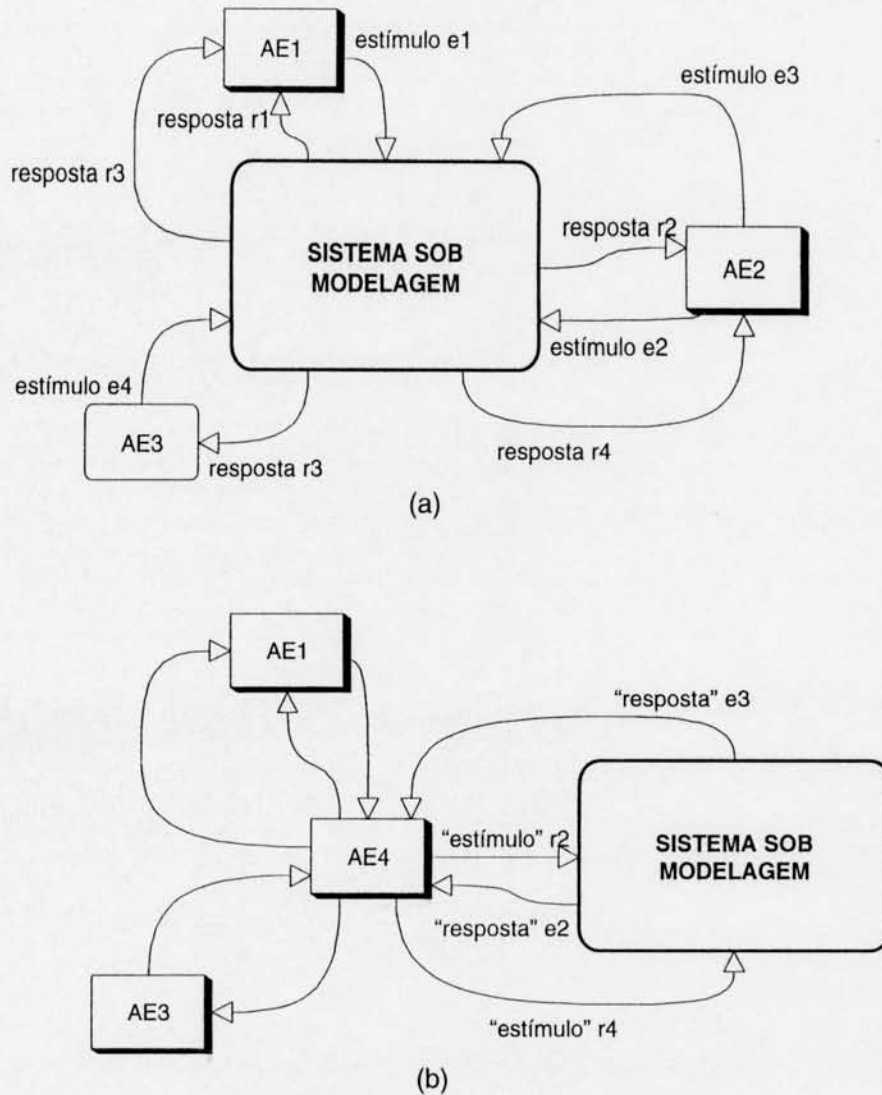 AE1
estímulo e1
estímulo e3
resposta r1
resposta r3
SISTEMA SOB
MODELAGEM
resposta r2
AE2
estímulo e2
estímulo e4
AE3
resposta r3
resposta r4
(a)
AE1
"resposta" e3
AE4
"estímulo" r2
SISTEMA SOB
MODELAGEM
"resposta" e2
AE3
"estímulo" r4
(b)